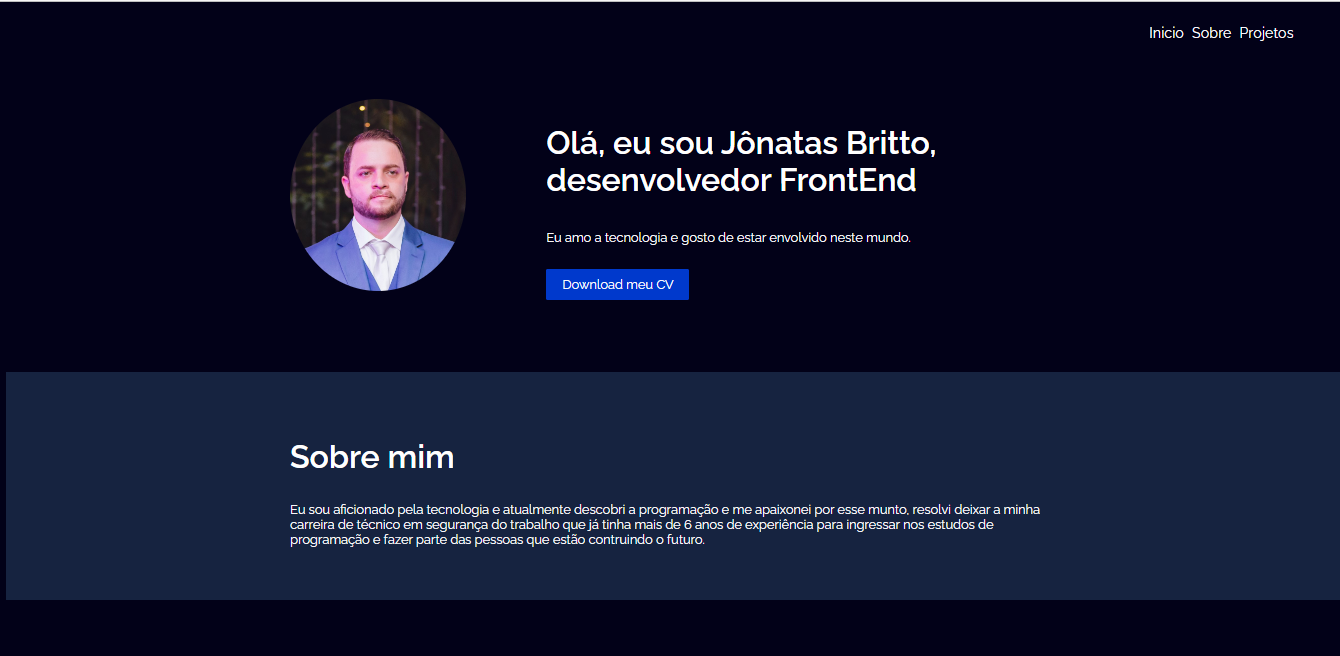 Inicio Sobre Projetos
Olá, eu sou Jônatas Britto,
desenvolvedor FrontEnd
Eu amo a tecnologia e gosto de estar envolvido neste mundo.
Download meu CV
Sobre mim
Eu sou aficionado pela tecnologia e atualmente descobri a programação e me apaixonei por esse munto, resolvi deixar a minha
carreira de técnico em segurança do trabalho que já tinha mais de 6 anos de experiência para ingressar nos estudos de
programação e fazer parte das pessoas que estão contruindo o futuro.